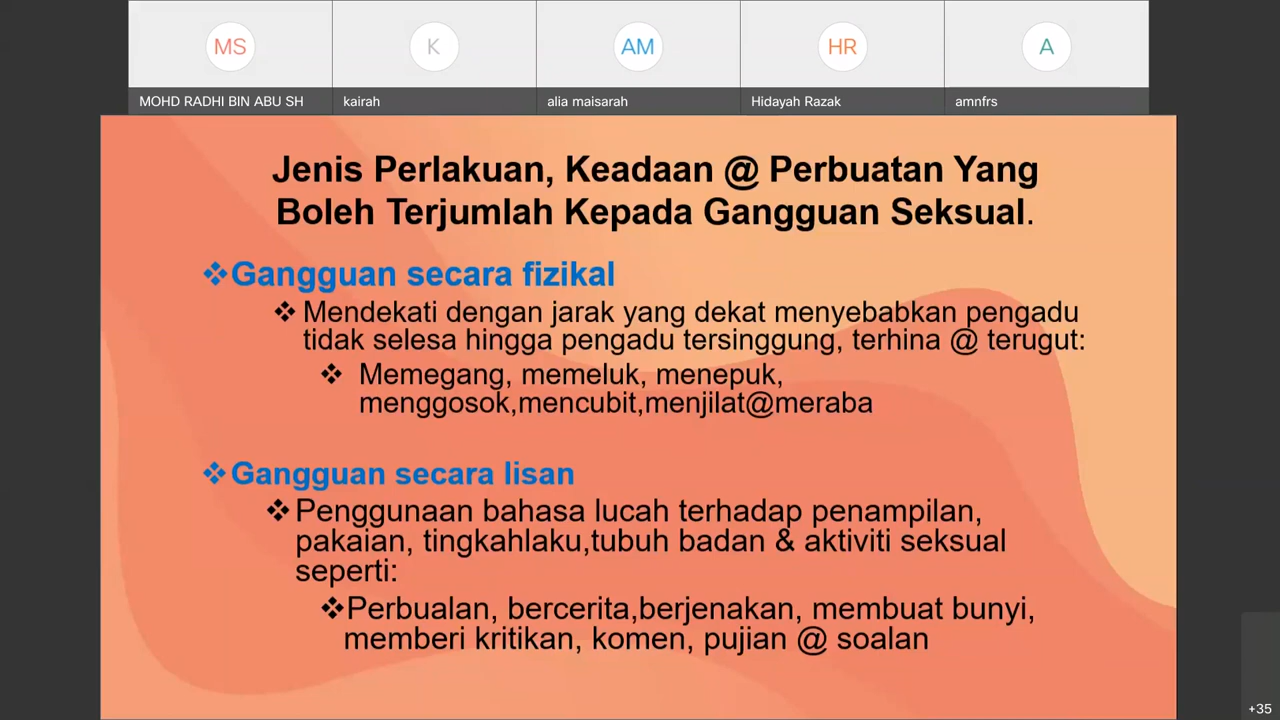 MS
K
AM
HR
A
MOHD RADHI BIN ABU SH
kairah
alia maisarah
Hidayah Razak
amnfrs
Jenis Perlakuan, Keadaan @ Perbuatan Yang
Boleh Terjumlah Kepada Gangguan Seksual.
❖Gangguan secara fizikal
❖Mendekati dengan jarak yang dekat menyebabkan pengadu
tidak selesa hingga pengadu tersinggung, terhina @ terugut:
❖ Memegang, memeluk, menepuk,
menggosok,mencubit,menjilat@meraba
❖Gangguan secara lisan
❖Penggunaan bahasa lucah terhadap penampilan,
pakaian, tingkahlaku,tubuh badan & aktiviti seksual
seperti:
❖Perbualan, bercerita,berjenakan, membuat bunyi,
memberi kritikan, komen, pujian @ soalan
+35